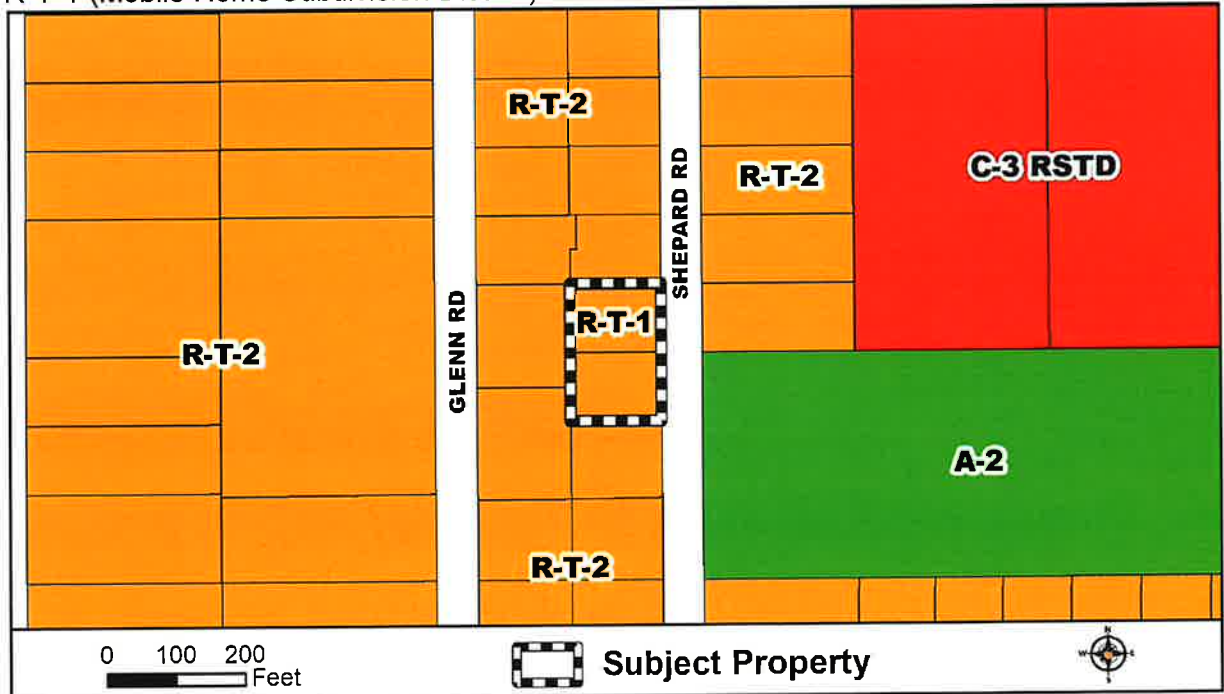 R-T-2
R-T-2
C-3 RSTD
SHEPARD RD
R-T-1
GLENN RD
R-T-2
A-2
R-T-2
0 100 200
Feet
Subject Property
N
W E
S